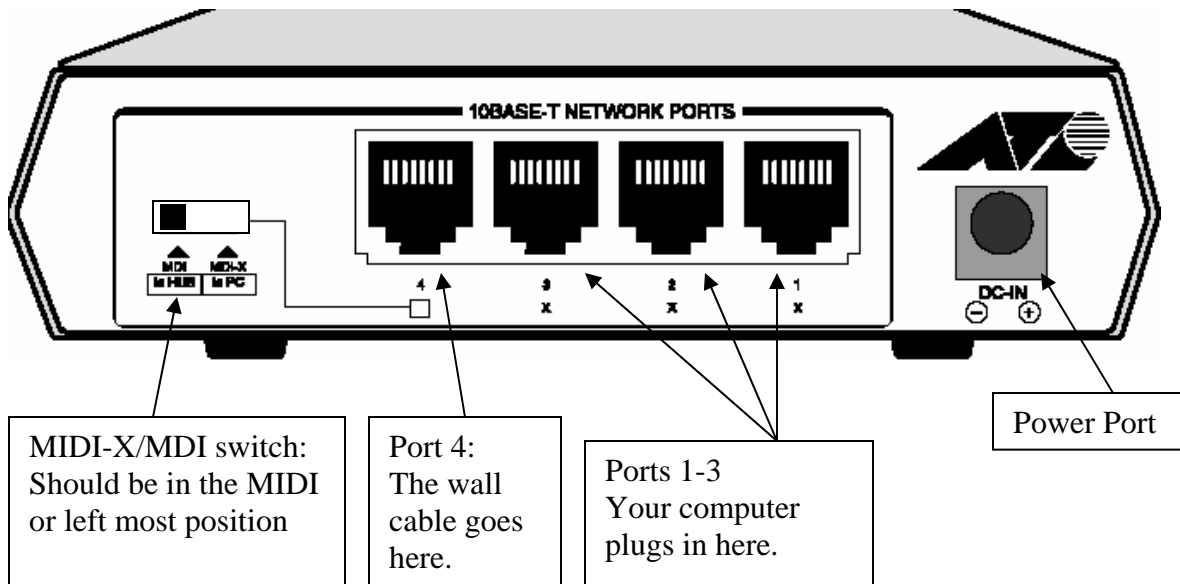 10BASE-T NETWORK PORTS
MDI MDI-X
to HUB to PC
4 3 2 1
X X X
DC-IN
MIDI-X/MDI switch:
Should be in the MIDI
or left most position
Port 4:
The wall
cable goes
here.
Ports 1-3
Your computer
plugs in here.
Power Port